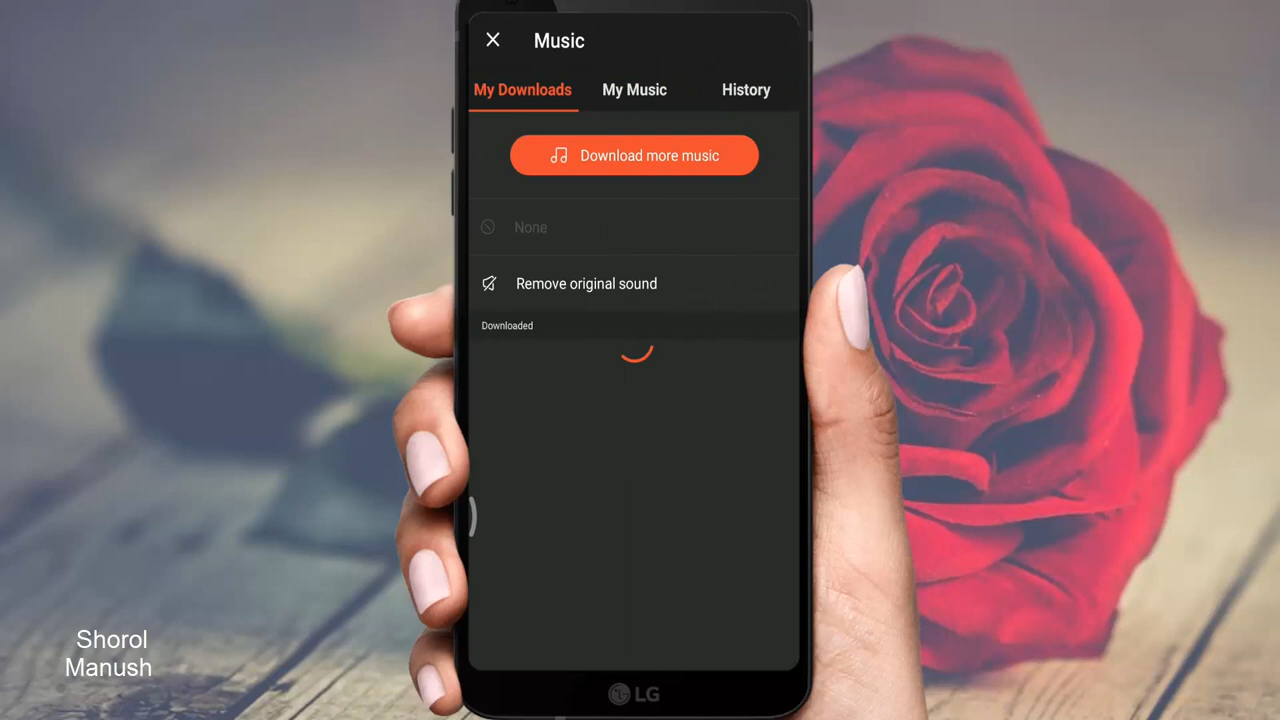 Music
My Downloads My Music History
Download more music
None
Remove original sound
Downloaded
LG
Shorol
Manush